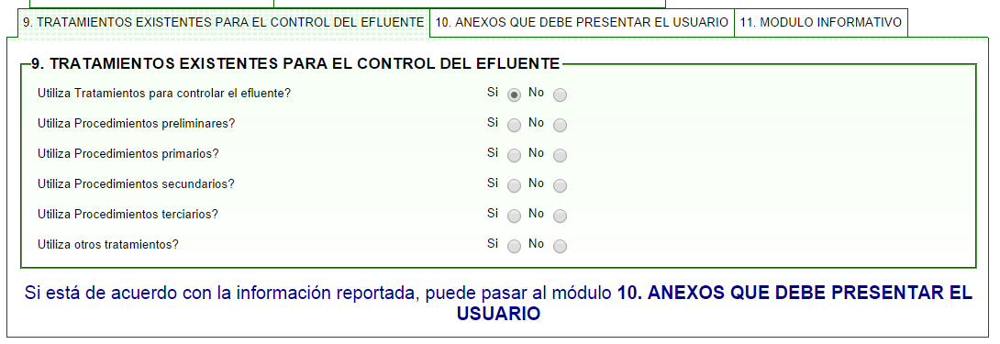 9. TRATAMIENTOS EXISTENTES PARA EL CONTROL DEL EFLUENTE 10. ANEXOS QUE DEBE PRESENTAR EL USUARIO 11. MODULO INFORMATIVO
9. TRATAMIENTOS EXISTENTES PARA EL CONTROL DEL EFLUENTE
Utiliza Tratamientos para controlar el efluente? Si No
Utiliza Procedimientos preliminares? Si No
Utiliza Procedimientos primarios? Si No
Utiliza Procedimientos secundarios? Si No
Utiliza Procedimientos terciarios? Si No
Utiliza otros tratamientos? Si No
Si está de acuerdo con la información reportada, puede pasar al módulo 10. ANEXOS QUE DEBE PRESENTAR EL
USUARIO